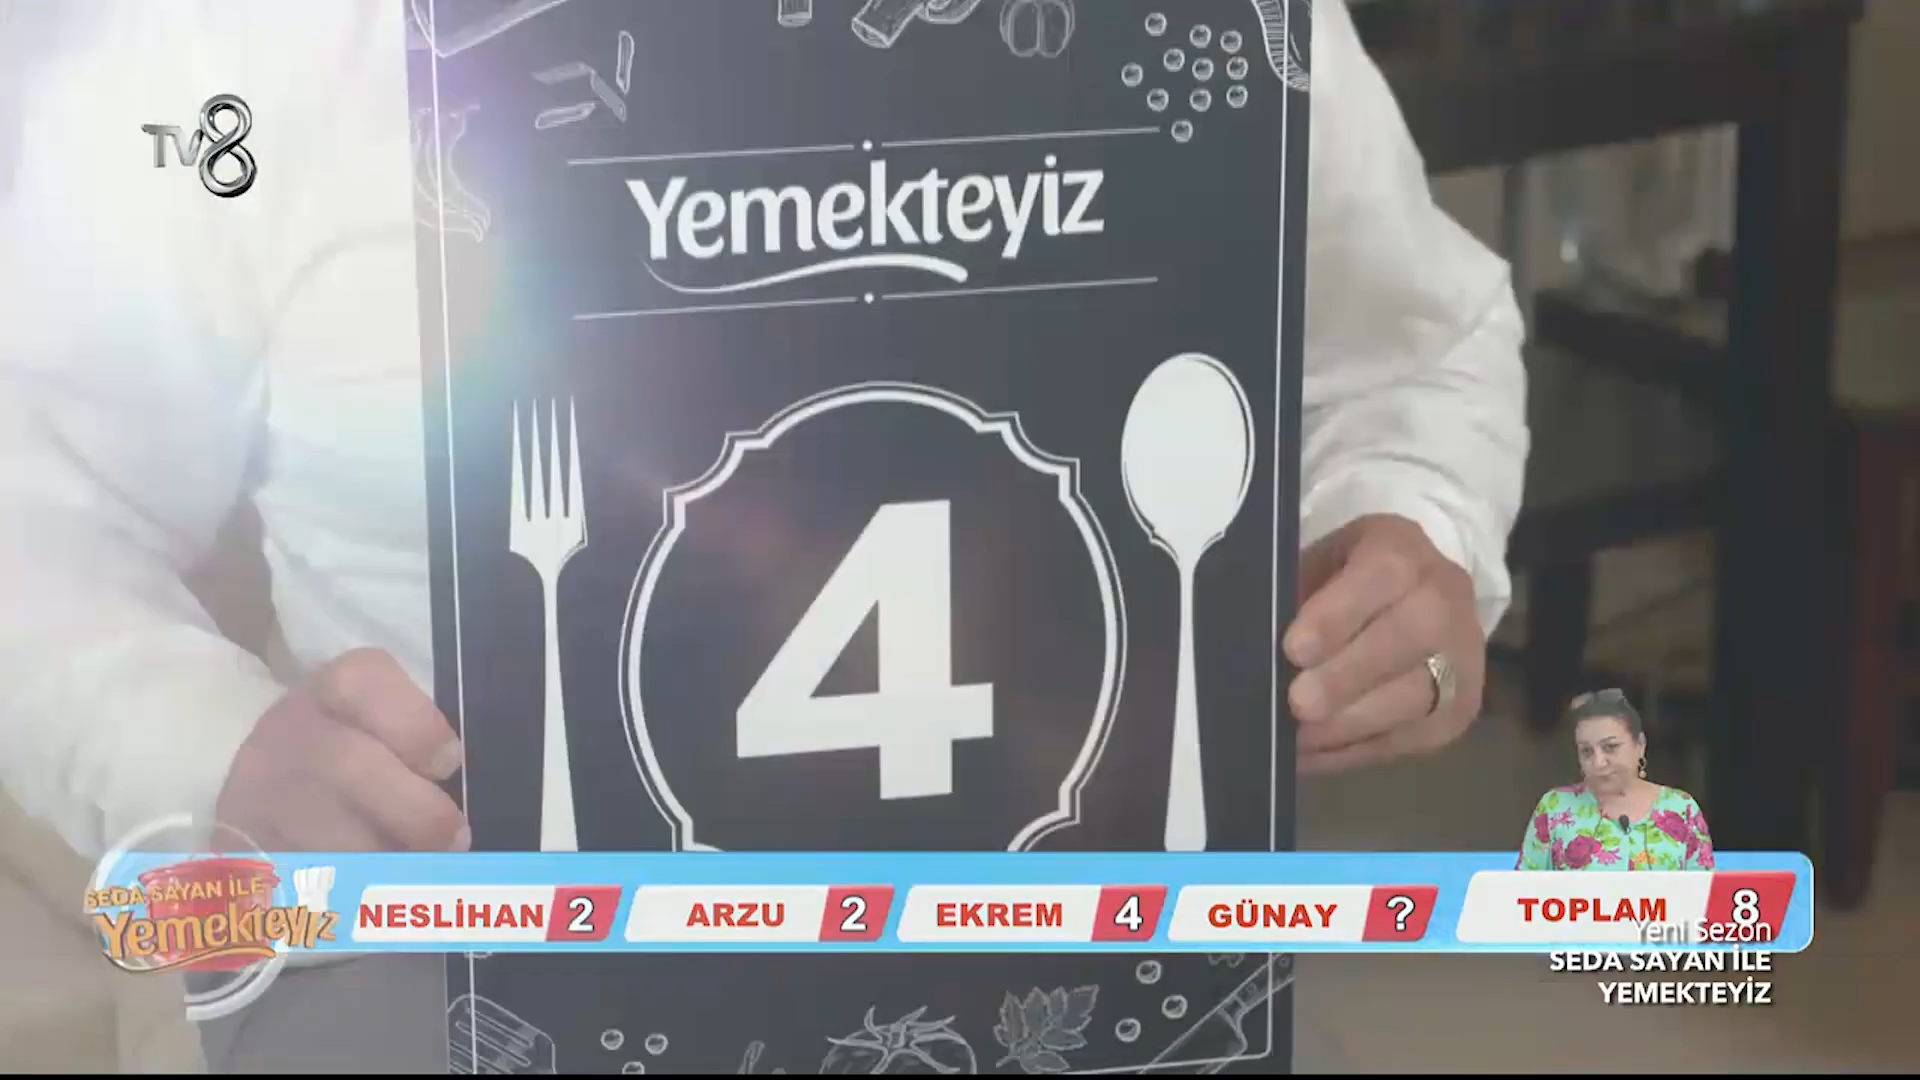 TV8
Yemekteyiz
4
SEDA SAYAN İLE
Yemekteyiz
NESLİHAN 2
ARZU 2
EKREM 4
GÜNAY ?
TOPLAM 8
Yeni Sezon
SEDA SAYAN İLE
YEMEKTEYİZ